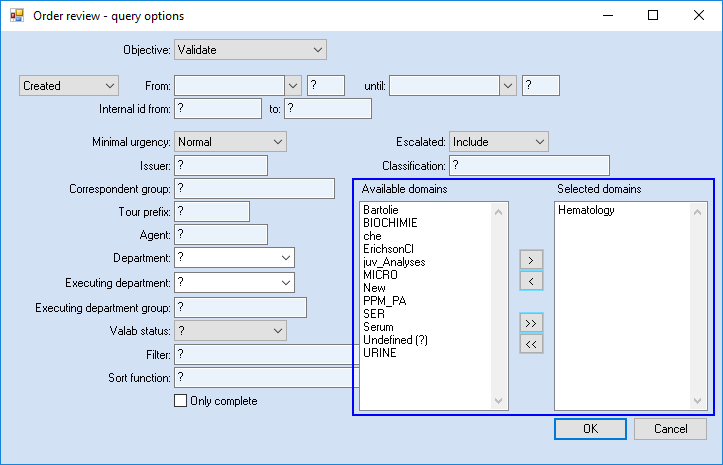 Order review - query options
Objective: Validate
Created From: ? until: ?
Internal id from: ? to: ?
Minimal urgency: Normal Escalated: Include
Issuer: ? Classification: ?
Correspondent group: ?
Tour prefix: ?
Agent: ?
Department: ?
Executing department: ?
Executing department group: ?
Valab status: ?
Filter: ?
Sort function: ?
Only complete
Available domains
Bartolie
BIOCHIMIE
che
ErichsonCl
juv_Analyses
MICRO
New
PPM_PA
SER
Serum
Undefined (?)
URINE
>
<
>>
<<
Selected domains
Hematology
OK Cancel